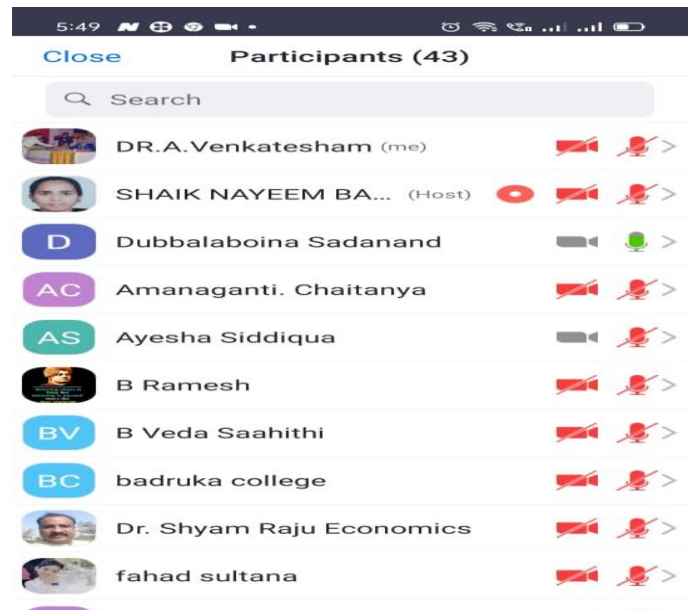 5:49
Close Participants (43)
Search
DR.A.Venkatesham (me)
SHAIK NAYEEM BA... (Host)
D Dubbalaboina Sadanand
AC Amanaganti. Chaitanya
AS Ayesha Siddiqua
B Ramesh
BV B Veda Saahithi
BC badruka college
Dr. Shyam Raju Economics
fahad sultana